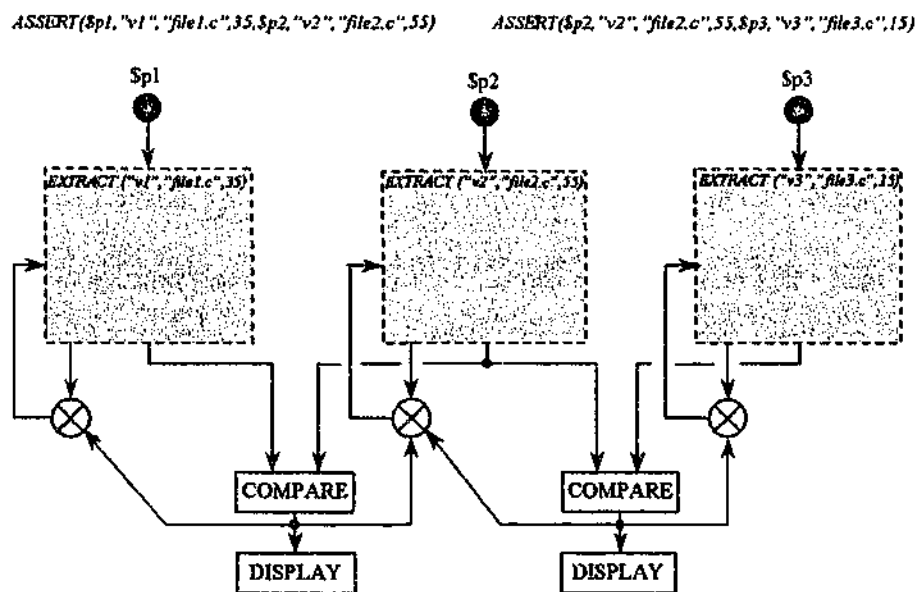 ASSERT($p1,"v1","file1.c",35,$p2,"v2","file2.c",55)
ASSERT($p2,"v2","file2.c",55,$p3,"v3","file3.c",15)
$p1
$p2
$p3
EXTRACT ("v1","file1.c",35)
EXTRACT ("v2","file2.c",55)
EXTRACT ("v3","file3.c",15)
COMPARE
COMPARE
DISPLAY
DISPLAY